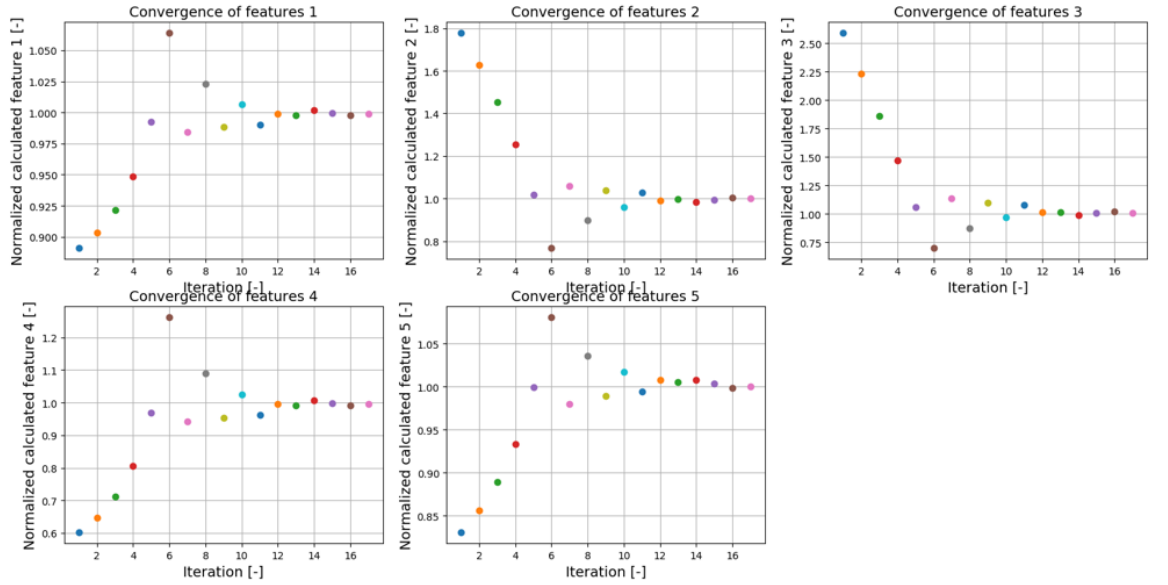 Convergence of features 1
Normalized calculated feature 1 [-]
1.050
1.025
1.000
0.975
0.950
0.925
0.900
2 4 6 8 10 12 14 16
Iteration [-]
Convergence of features 2
Normalized calculated feature 2 [-]
1.8
1.6
1.4
1.2
1.0
0.8
2 4 6 8 10 12 14 16
Iteration [-]
Convergence of features 3
Normalized calculated feature 3 [-]
2.50
2.25
2.00
1.75
1.50
1.25
1.00
0.75
2 4 6 8 10 12 14 16
Iteration [-]
Convergence of features 4
Normalized calculated feature 4 [-]
1.2
1.1
1.0
0.9
0.8
0.7
0.6
2 4 6 8 10 12 14 16
Iteration [-]
Convergence of features 5
Normalized calculated feature 5 [-]
1.05
1.00
0.95
0.90
0.85
2 4 6 8 10 12 14 16
Iteration [-]